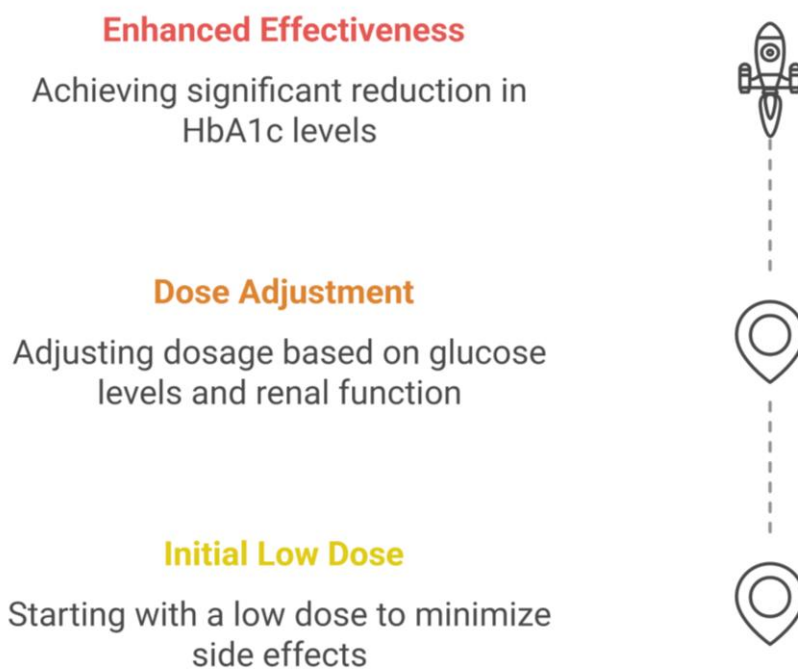 Enhanced Effectiveness
Achieving significant reduction in
HbA1c levels
Dose Adjustment
Adjusting dosage based on glucose
levels and renal function
Initial Low Dose
Starting with a low dose to minimize
side effects